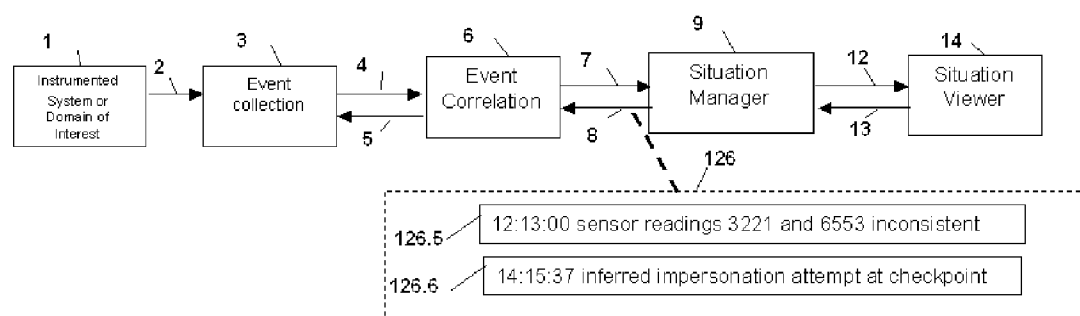 1
Instrumented
System or
Domain of
Interest
2
3
Event
collection
4
5
6
Event
Correlation
7
8
9
Situation
Manager
12
13
14
Situation
Viewer
126
126.5
12:13:00 sensor readings 3221 and 6553 inconsistent
126.6
14:15:37 inferred impersonation attempt at checkpoint